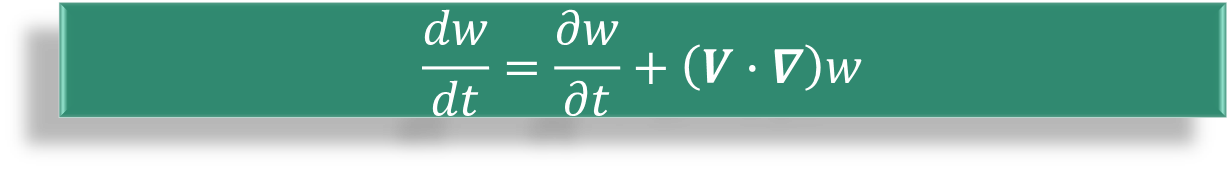 dw/dt = ∂w/∂t + (V · ∇)w